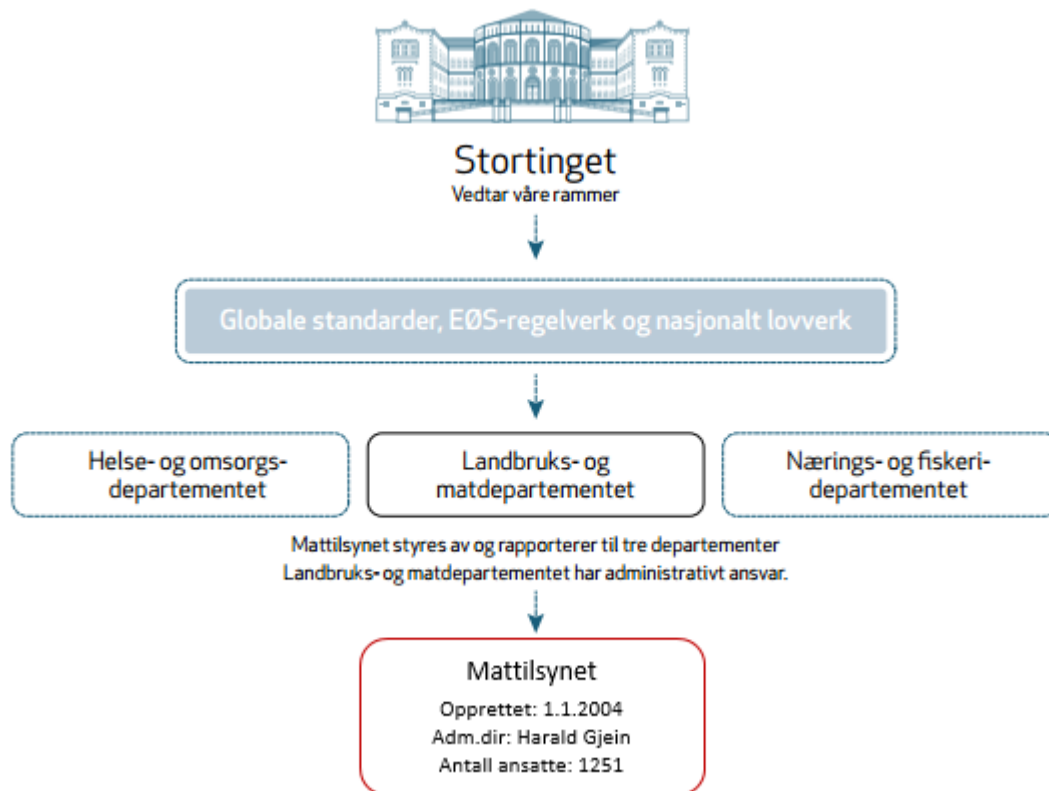 Stortinget
Vedtar våre rammer
Globale standarder, EØS-regelverk og nasjonalt lovverk
Helse- og omsorgs-
departementet
Landbruks- og
matdepartementet
Nærings- og fiskeri-
departementet
Mattilsynet styres av og rapporterer til tre departementer
Landbruks- og matdepartementet har administrativt ansvar.
Mattilsynet
Opprettet: 1.1.2004
Adm.dir: Harald Gjein
Antall ansatte: 1251